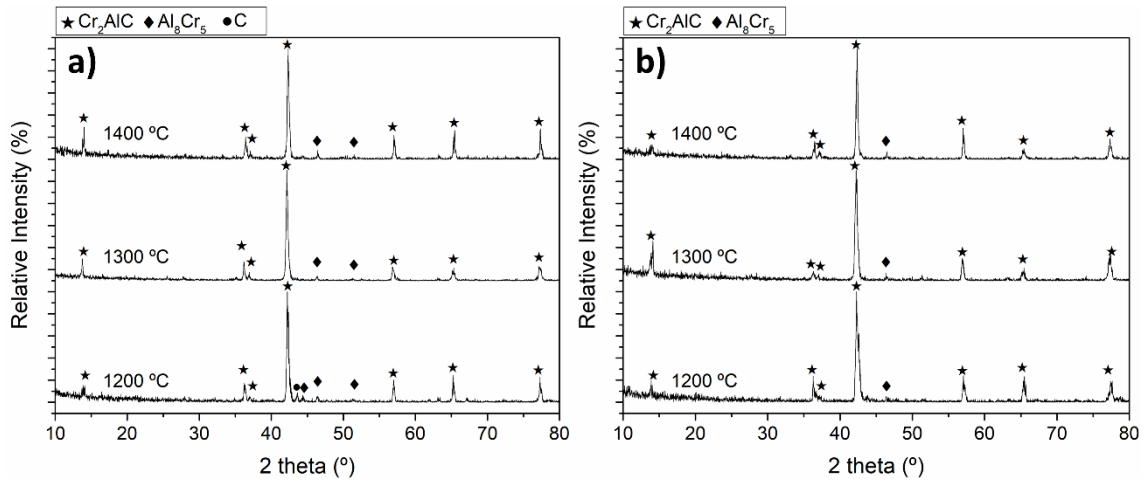 ★ Cr₂AlC ♦ Al₈Cr₅ ● C
a)
1400 ºC
1300 ºC
1200 ºC
Relative Intensity (%)
10 20 30 40 50 60 70 80
2 theta (º)
★ Cr₂AlC ♦ Al₈Cr₅
b)
1400 ºC
1300 ºC
1200 ºC
Relative Intensity (%)
10 20 30 40 50 60 70 80
2 theta (º)